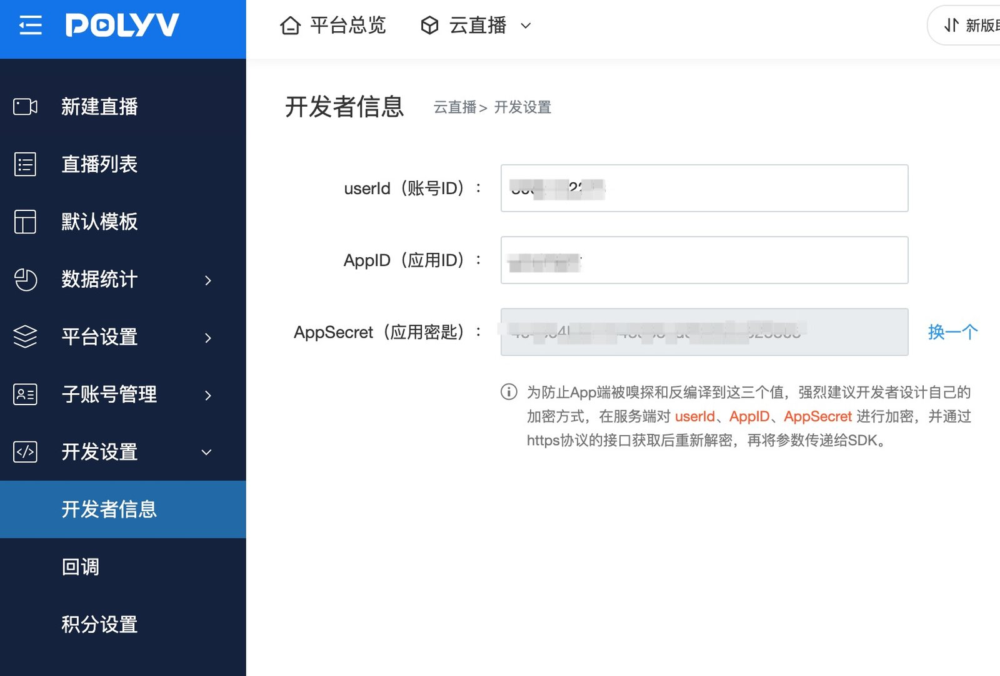 POLYV
平台总览
云直播
新版
新建直播
直播列表
默认模板
数据统计
平台设置
子账号管理
开发设置
开发者信息
回调
积分设置
开发者信息
云直播> 开发设置
userId（账号ID）：
AppID（应用ID）：
AppSecret（应用密匙）：
换一个
为防止App端被嗅探和反编译到这三个值，强烈建议开发者设计自己的
加密方式，在服务端对 userId、AppID、AppSecret 进行加密，并通过
https协议的接口获取后重新解密，再将参数传递给SDK。